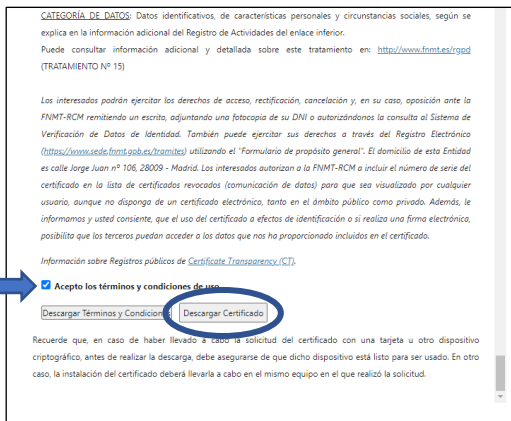 CATEGORÍA DE DATOS: Datos identificativos, de características personales y circunstancias sociales, según se
explica en la información adicional del Registro de Actividades del enlace inferior.
Puede consultar información adicional y detallada sobre este tratamiento en: http://www.fnmt.es/rgpd
(TRATAMIENTO Nº 15)
Los interesados podrán ejercitar los derechos de acceso, rectificación, cancelación y, en su caso, oposición ante la
FNMT-RCM remitiendo un escrito, adjuntando una fotocopia de su DNI o autorizándonos la consulta al Sistema de
Verificación de Datos de Identidad. También puede ejercitar sus derechos a través del Registro Electrónico
(https://www.sede.fnmt.gob.es/tramites) utilizando el "Formulario de propósito general". El domicilio de esta Entidad
es calle Jorge Juan nº 106, 28009 - Madrid. Los interesados autorizan a la FNMT-RCM a incluir el número de serie del
certificado en la lista de certificados revocados (comunicación de datos) para que sea visualizado por cualquier
usuario, aunque no disponga de un certificado electrónico, tanto en el ámbito público como privado. Además, le
informamos y usted consiente, que el uso del certificado a efectos de identificación o si realiza una firma electrónica,
posibilita que los terceros puedan acceder a los datos que nos ha proporcionado incluidos en el certificado.
Información sobre Registros públicos de Certificate Transparency (CT).
Acepto los términos y condiciones de uso
Descargar Términos y Condiciones Descargar Certificado
Recuerde que, en caso de haber llevado a cabo la solicitud del certificado con una tarjeta u otro dispositivo
criptográfico, antes de realizar la descarga, debe asegurarse de que dicho dispositivo está listo para ser usado. En otro
caso, la instalación del certificado deberá llevarla a cabo en el mismo equipo en el que realizó la solicitud.